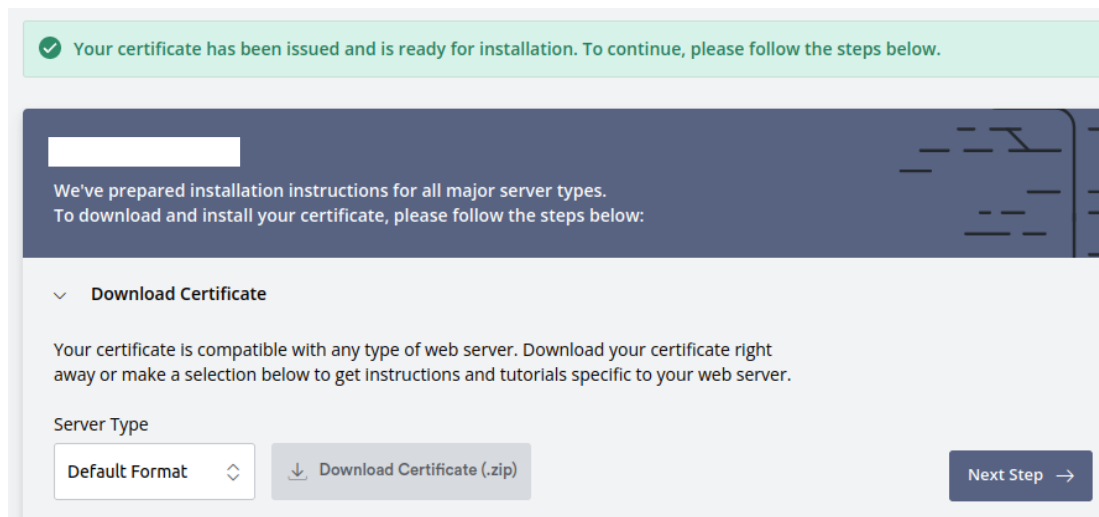 Your certificate has been issued and is ready for installation. To continue, please follow the steps below.
We've prepared installation instructions for all major server types.
To download and install your certificate, please follow the steps below:
Download Certificate
Your certificate is compatible with any type of web server. Download your certificate right
away or make a selection below to get instructions and tutorials specific to your web server.
Server Type
Default Format
Download Certificate (.zip)
Next Step →